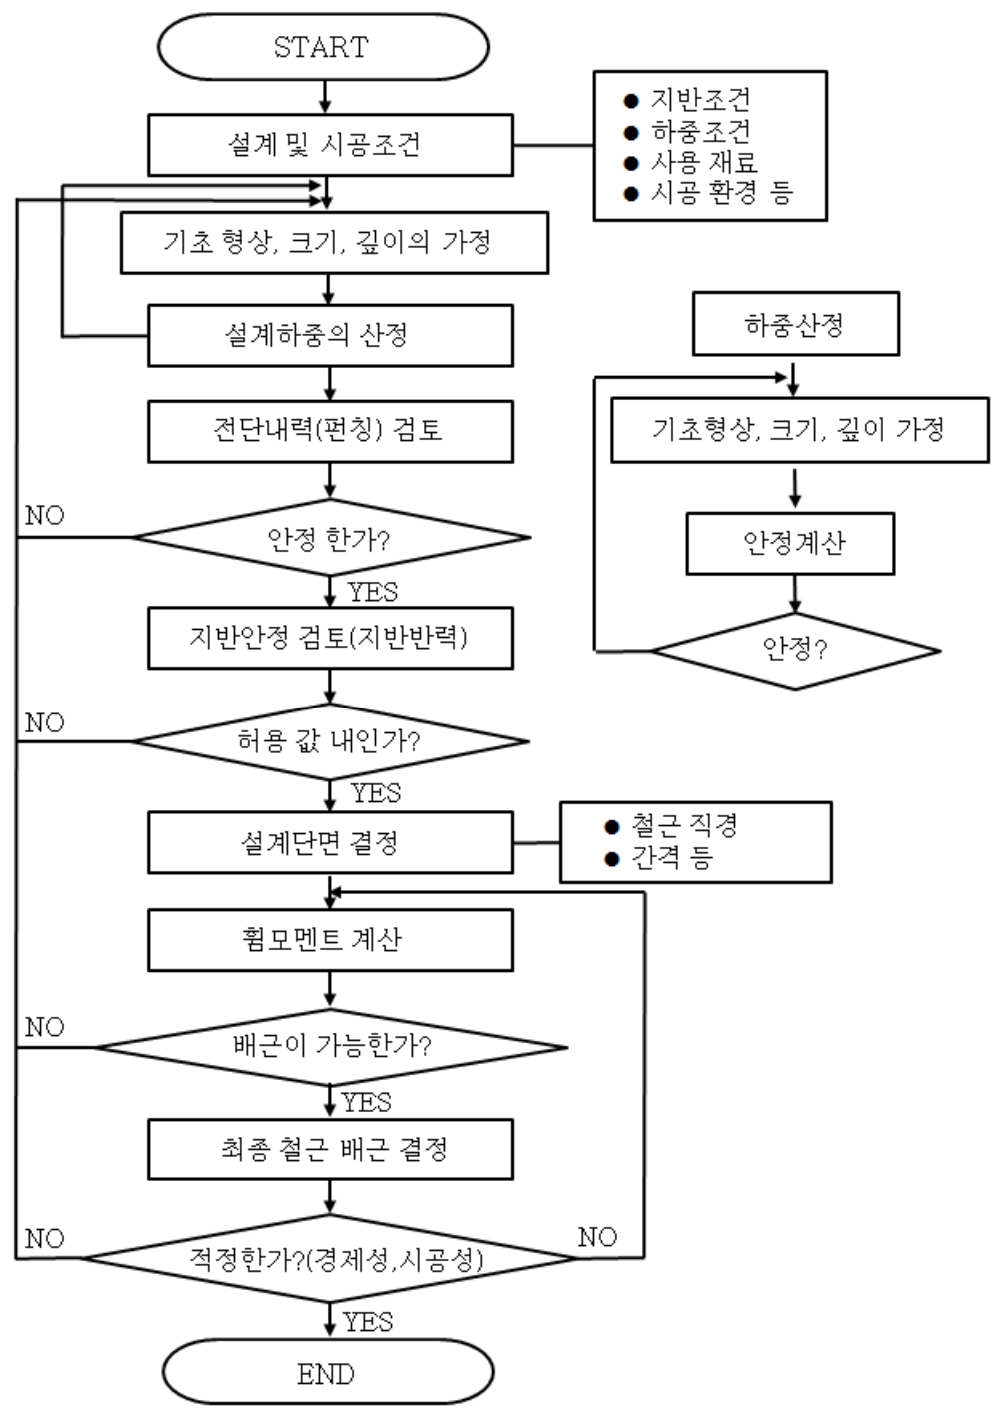 START
설계 및 시공조건
● 지반조건
● 하중조건
● 사용 재료
● 시공 환경 등
기초 형상, 크기, 깊이의 가정
설계하중의 산정
전단내력(펀칭) 검토
NO
안정 한가?
YES
지반안정 검토(지반반력)
NO
허용 값 내인가?
YES
설계단면 결정
● 철근 직경
● 간격 등
휨모멘트 계산
NO
배근이 가능한가?
YES
최종 철근 배근 결정
NO
적정한가?(경제성,시공성)
NO
YES
END
하중산정
기초형상, 크기, 깊이 가정
안정계산
안정?